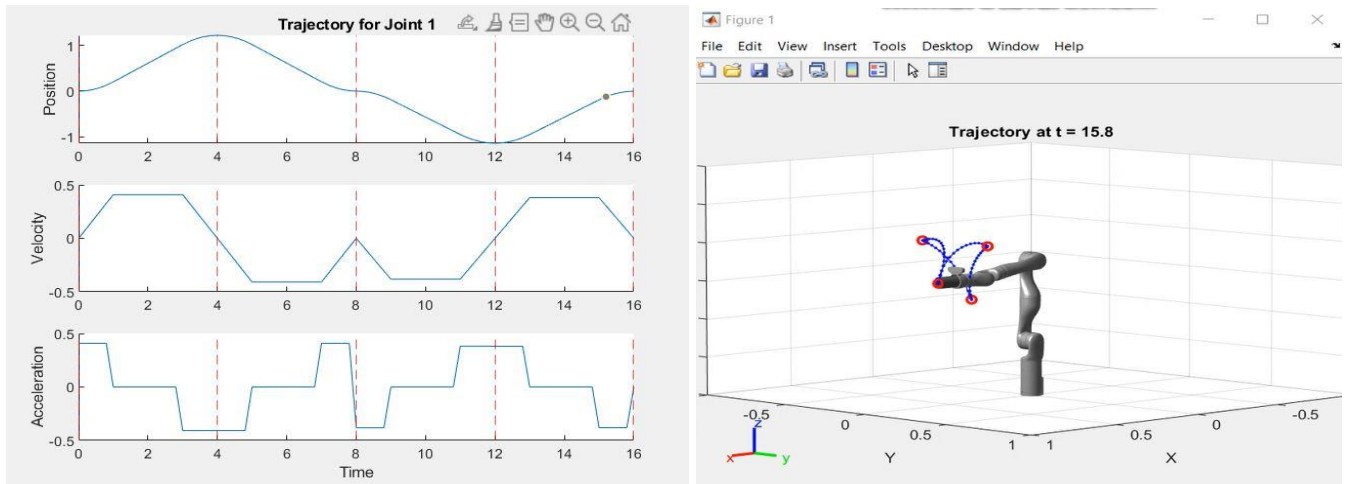 Trajectory for Joint 1
Position
1
0
-1
0 2 4 6 8 10 12 14 16
Velocity
0.5
0
-0.5
0 2 4 6 8 10 12 14 16
Acceleration
0.5
0
-0.5
0 2 4 6 8 10 12 14 16
Time
Figure 1
File Edit View Insert Tools Desktop Window Help
Trajectory at t = 15.8
-0.5 0 0.5 1
Y
1 0.5 0 -0.5
X
z
x
y